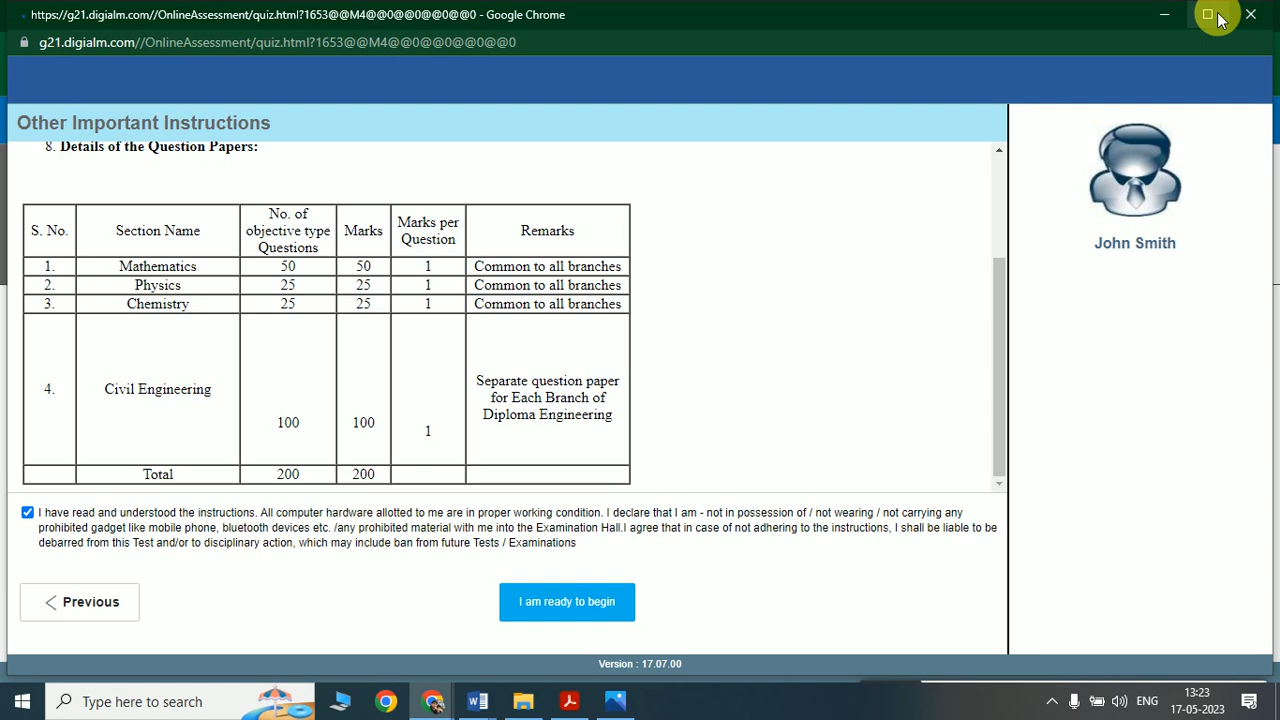 https://g21.digialm.com//OnlineAssessment/quiz.html?1653@@M4@@0@@0@@0@@0 - Google Chrome
g21.digialm.com//OnlineAssessment/quiz.html?1653@@M4@@0@@0@@0@@0
Other Important Instructions
8. Details of the Question Papers:
S. No. Section Name No. of objective type Questions Marks Marks per Question Remarks
1. Mathematics 50 50 1 Common to all branches
2. Physics 25 25 1 Common to all branches
3. Chemistry 25 25 1 Common to all branches
4. Civil Engineering 100 100 1 Separate question paper for Each Branch of Diploma Engineering
Total 200 200
John Smith
I have read and understood the instructions. All computer hardware allotted to me are in proper working condition. I declare that I am - not in possession of / not wearing / not carrying any
prohibited gadget like mobile phone, bluetooth devices etc. /any prohibited material with me into the Examination Hall.I agree that in case of not adhering to the instructions, I shall be liable to be
debarred from this Test and/or to disciplinary action, which may include ban from future Tests / Examinations
Previous
I am ready to begin
Version : 17.07.00
Type here to search
ENG
13:23
17-05-2023